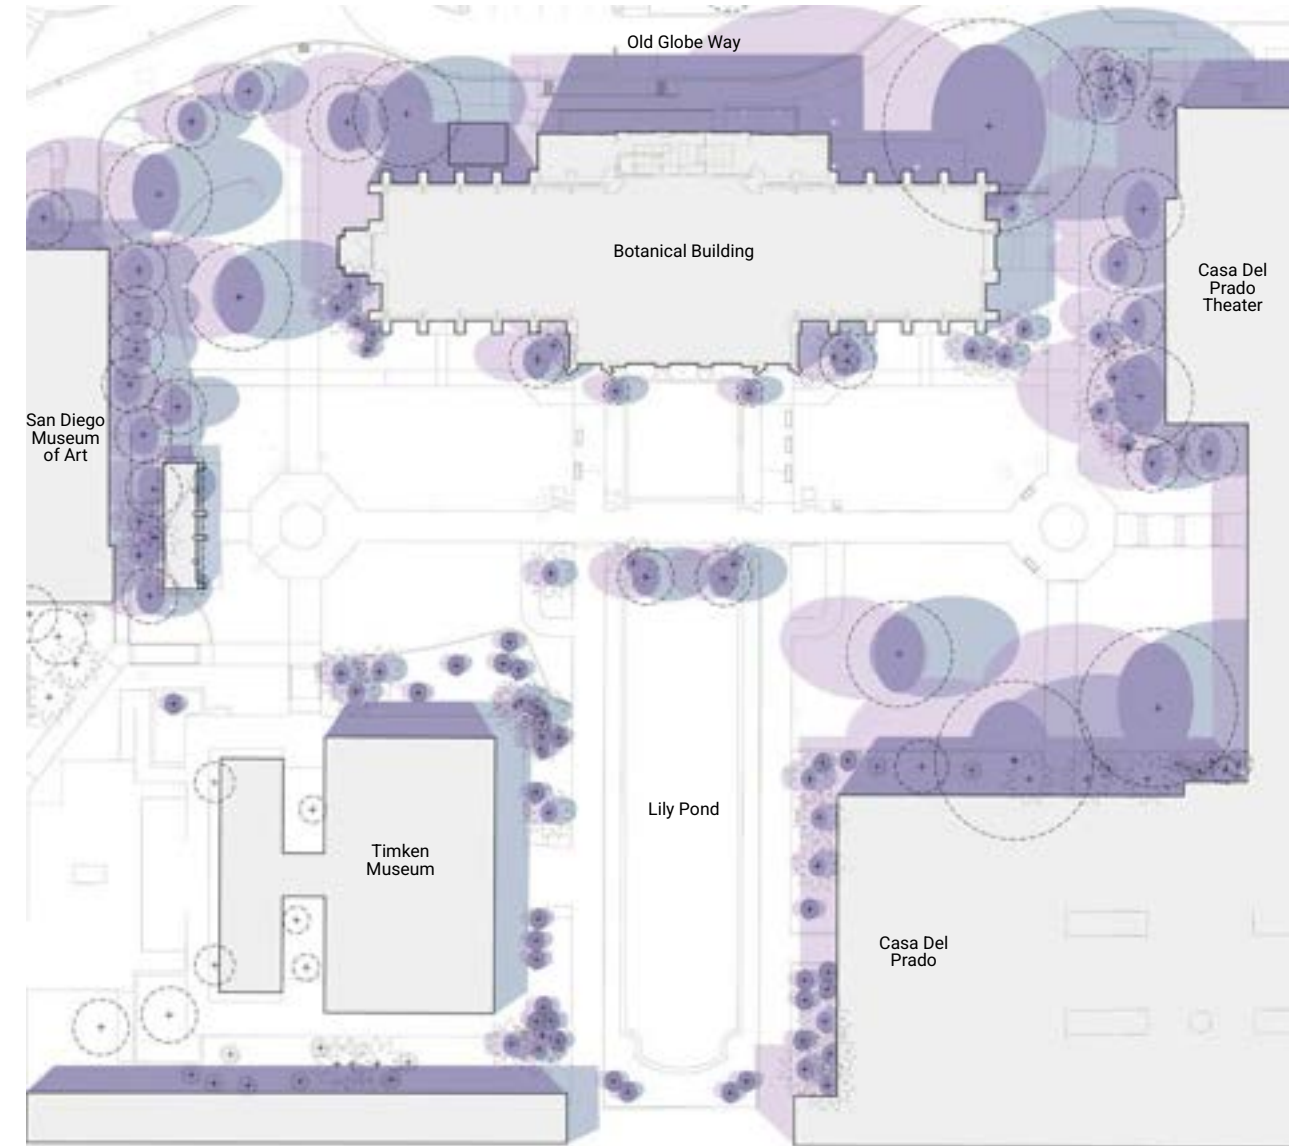 Old Globe Way
Botanical Building
Casa Del
Prado
Theater
San Diego
Museum
of Art
Lily Pond
Timken
Museum
Casa Del
Prado